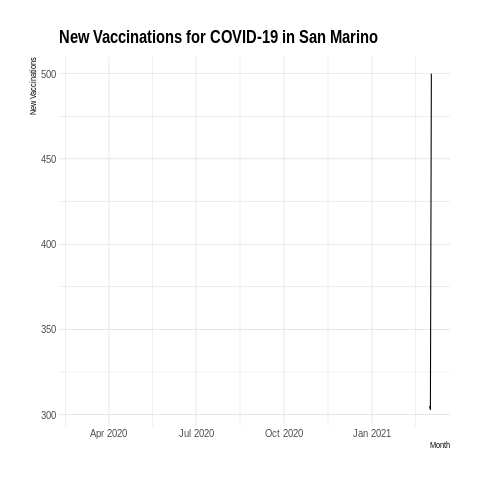 New Vaccinations for COVID-19 in San Marino
New Vaccinations
500
450
400
350
300
Apr 2020 Jul 2020 Oct 2020 Jan 2021
Month